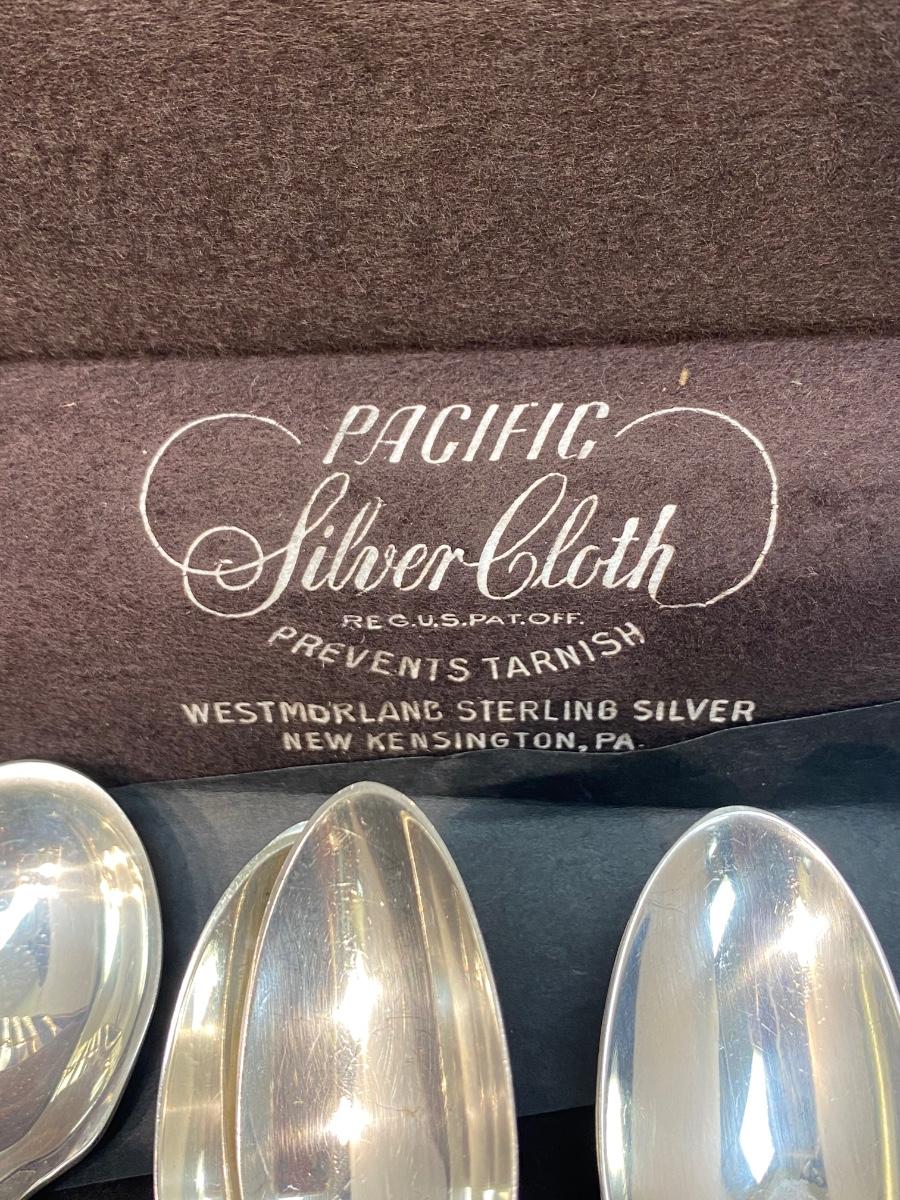 PACIFIC
Silver Cloth
REG.U.S.PAT.OFF.
PREVENTS TARNISH
WESTMORLAND STERLING SILVER
NEW KENSINGTON, PA.